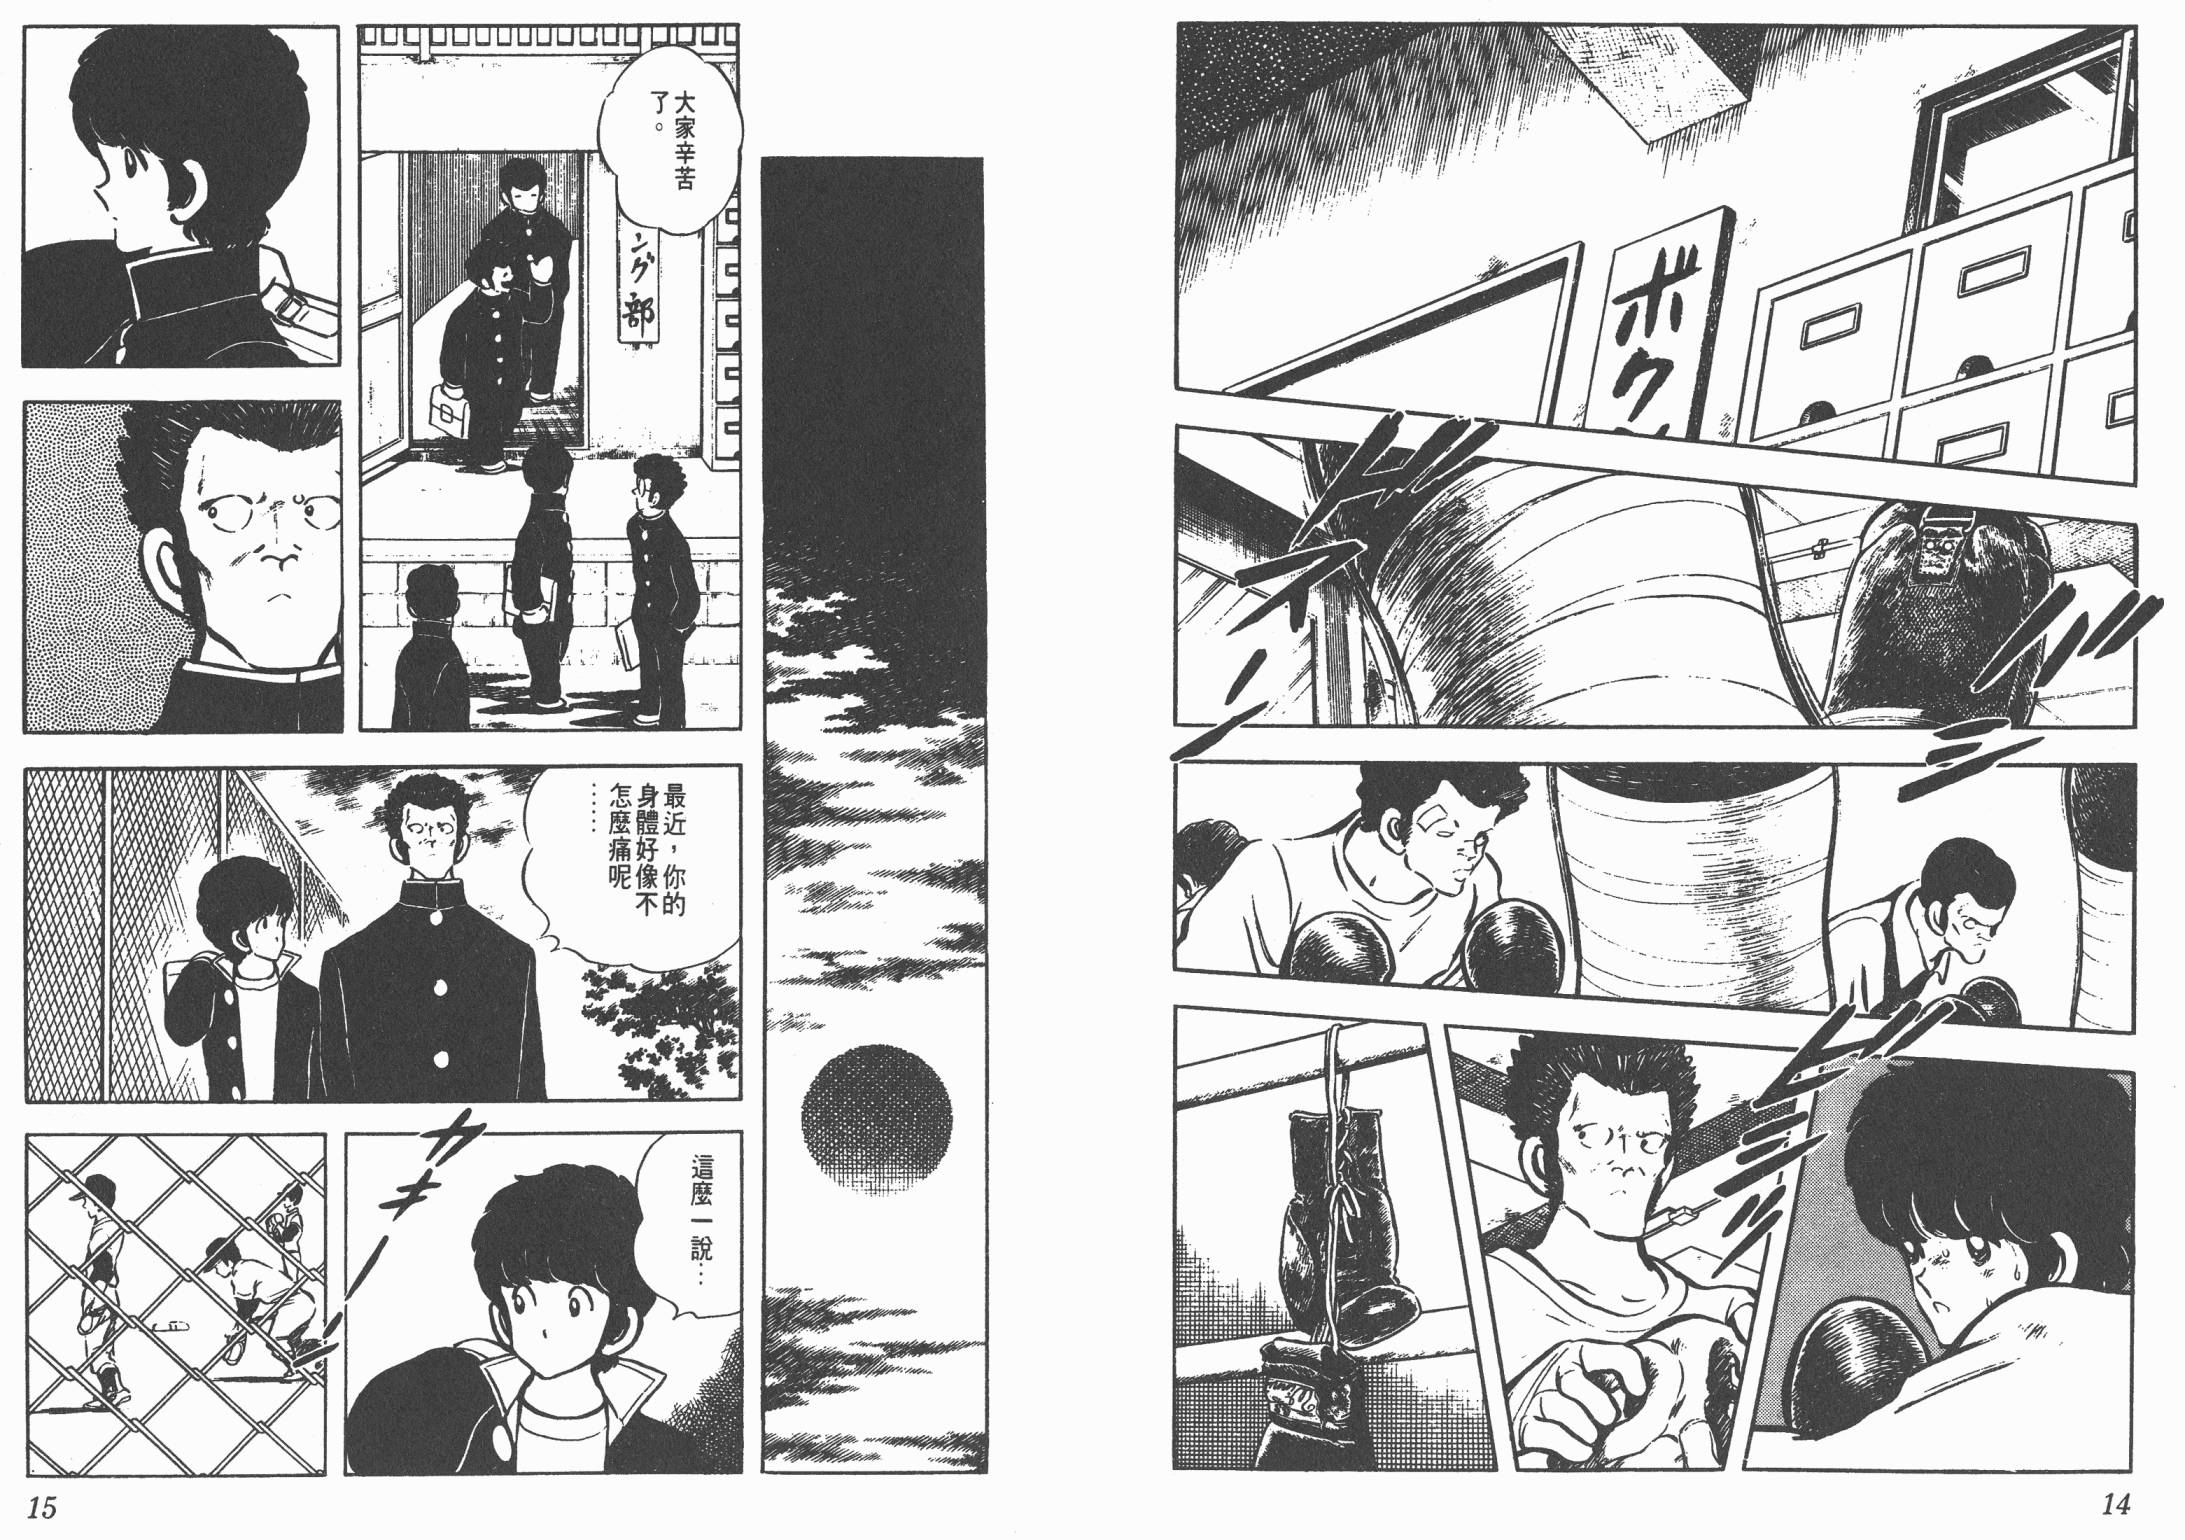 ボク
大家辛苦
了。
ング部
最近，你的
身體好像不
怎麼痛呢
……
這麼一說…
カキーン
14
15